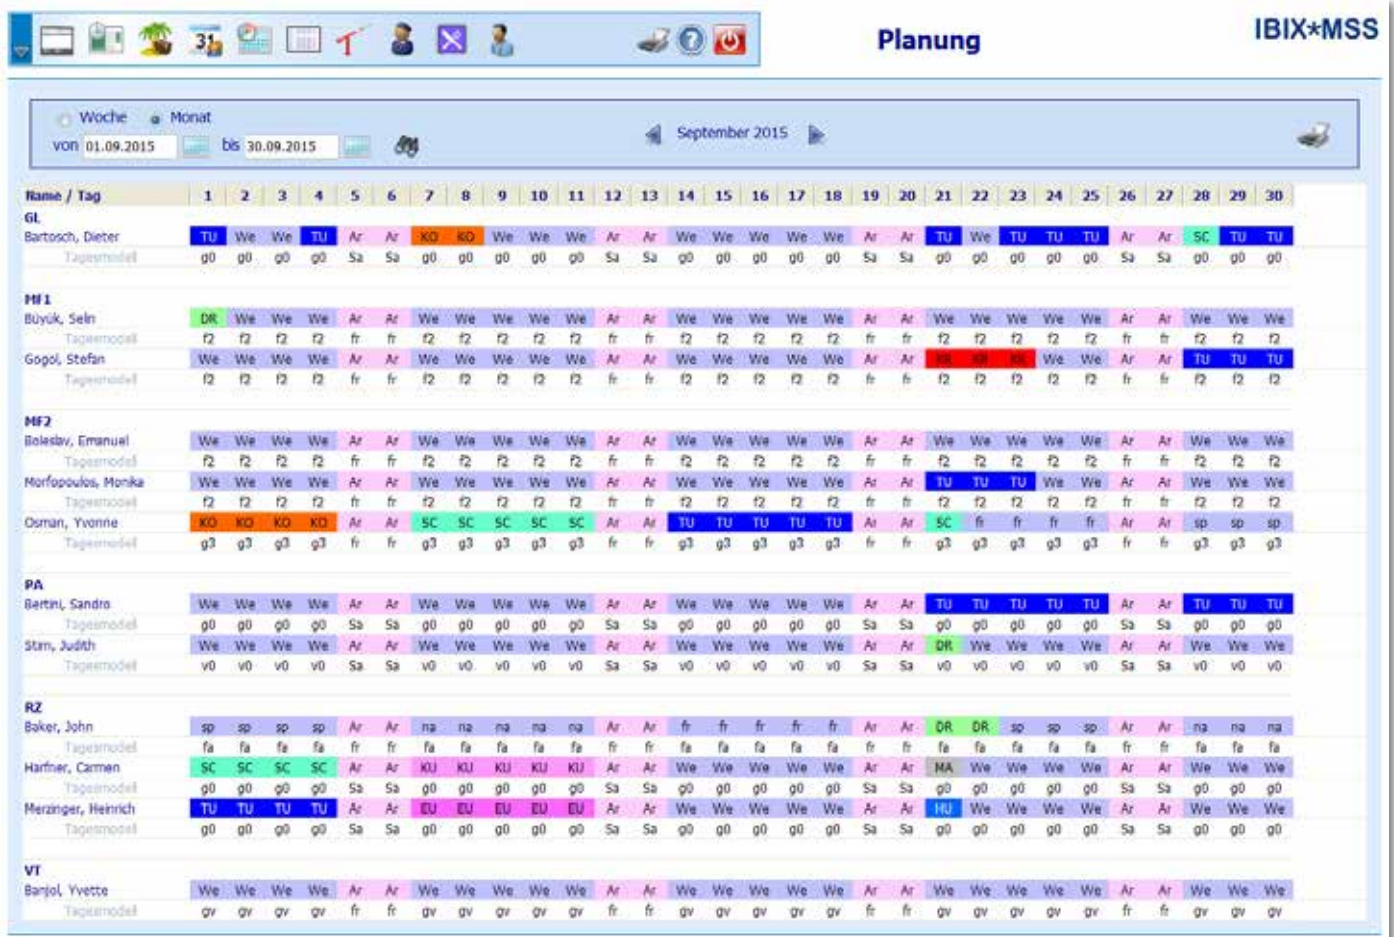 31
Planung
IBIX*MSS
Woche Monat
von 01.09.2015 bis 30.09.2015
September 2015
Name / Tag 1 2 3 4 5 6 7 8 9 10 11 12 13 14 15 16 17 18 19 20 21 22 23 24 25 26 27 28 29 30
GL
Bartosch, Dieter TU We We TU Ar Ar KO KO We We We Ar Ar We We We We We Ar Ar TU We TU TU TU Ar Ar SC TU TU
Tagesmodell g0 g0 g0 g0 Sa Sa g0 g0 g0 g0 g0 Sa Sa g0 g0 g0 g0 g0 Sa Sa g0 g0 g0 g0 g0 Sa Sa g0 g0 g0
MF1
Büyük, Selin DR We We We Ar Ar We We We We We Ar Ar We We We We We Ar Ar We We We We We Ar Ar We We We
Tagesmodell f2 f2 f2 f2 fr fr f2 f2 f2 f2 f2 fr fr f2 f2 f2 f2 f2 fr fr f2 f2 f2 f2 f2 fr fr f2 f2 f2
Gogol, Stefan We We We We Ar Ar We We We We We Ar Ar We We We We We Ar Ar KR KR KR We We Ar Ar TU TU TU
Tagesmodell f2 f2 f2 f2 fr fr f2 f2 f2 f2 f2 fr fr f2 f2 f2 f2 f2 fr fr f2 f2 f2 f2 f2 fr fr f2 f2 f2
MF2
Boleslav, Emanuel We We We We Ar Ar We We We We We Ar Ar We We We We We Ar Ar We We We We We Ar Ar We We We
Tagesmodell f2 f2 f2 f2 fr fr f2 f2 f2 f2 f2 fr fr f2 f2 f2 f2 f2 fr fr f2 f2 f2 f2 f2 fr fr f2 f2 f2
Morfopoulos, Monika We We We We Ar Ar We We We We We Ar Ar We We We We We Ar Ar TU TU TU We We Ar Ar We We We
Tagesmodell f2 f2 f2 f2 fr fr f2 f2 f2 f2 f2 fr fr f2 f2 f2 f2 f2 fr fr f2 f2 f2 f2 f2 fr fr f2 f2 f2
Osman, Yvonne KO KO KO KO Ar Ar SC SC SC SC SC Ar Ar TU TU TU TU TU Ar Ar SC fr fr fr fr Ar Ar sp sp sp
Tagesmodell g3 g3 g3 g3 fr fr g3 g3 g3 g3 g3 fr fr g3 g3 g3 g3 g3 fr fr g3 g3 g3 g3 g3 fr fr g3 g3 g3
PA
Bertini, Sandro We We We We Ar Ar We We We We We Ar Ar We We We We We Ar Ar TU TU TU TU TU Ar Ar TU TU TU
Tagesmodell g0 g0 g0 g0 Sa Sa g0 g0 g0 g0 g0 Sa Sa g0 g0 g0 g0 g0 Sa Sa g0 g0 g0 g0 g0 Sa Sa g0 g0 g0
Judith We We We We Ar Ar We We We We We Ar Ar We We We We We Ar Ar DR We We We We Ar Ar We We We
Tagesmodell v0 v0 v0 v0 Sa Sa v0 v0 v0 v0 v0 Sa Sa v0 v0 v0 v0 v0 Sa Sa v0 v0 v0 v0 v0 Sa Sa v0 v0 v0
RZ
Baker, John sp sp sp sp Ar Ar na na na na na Ar Ar fr fr fr fr fr Ar Ar DR DR sp sp sp Ar Ar na na na
Tagesmodell fa fa fa fa fr fr fa fa fa fa fa fr fr fa fa fa fa fa fr fr fa fa fa fa fa fr fr fa fa fa
Harfner, Carmen SC SC SC SC Ar Ar KU KU KU KU KU Ar Ar We We We We We Ar Ar MA We We We We Ar Ar We We We
Tagesmodell g0 g0 g0 g0 Sa Sa g0 g0 g0 g0 g0 Sa Sa g0 g0 g0 g0 g0 Sa Sa g0 g0 g0 g0 g0 Sa Sa g0 g0 g0
Merzinger, Heinrich TU TU TU TU Ar Ar EU EU EU EU EU Ar Ar We We We We We Ar Ar HU We We We We Ar Ar We We We
Tagesmodell g0 g0 g0 g0 Sa Sa g0 g0 g0 g0 g0 Sa Sa g0 g0 g0 g0 g0 Sa Sa g0 g0 g0 g0 g0 Sa Sa g0 g0 g0
VT
Banjol, Yvette We We We We Ar Ar We We We We We Ar Ar We We We We We Ar Ar We We We We We Ar Ar We We We
Tagesmodell gv gv gv gv fr fr gv gv gv gv gv fr fr gv gv gv gv gv fr fr gv gv gv gv gv fr fr gv gv gv